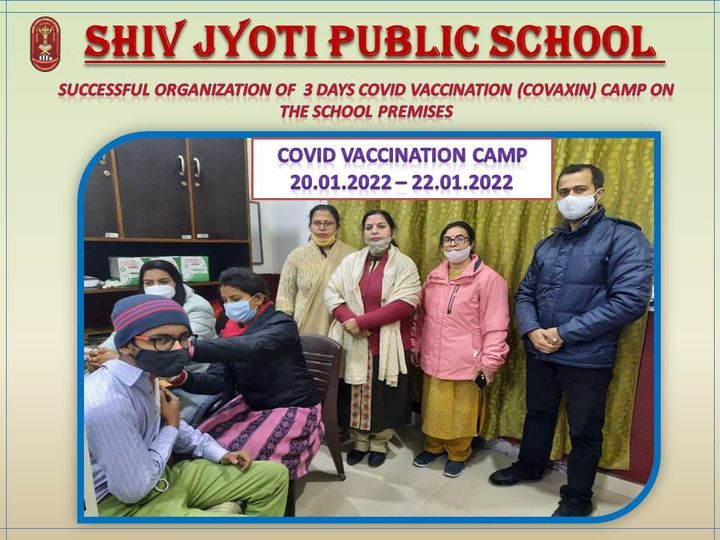 SHIV JYOTI PUBLIC SCHOOL
SUCCESSFUL ORGANIZATION OF 3 DAYS COVID VACCINATION (COVAXIN) CAMP ON
THE SCHOOL PREMISES
COVID VACCINATION CAMP
20.01.2022 – 22.01.2022